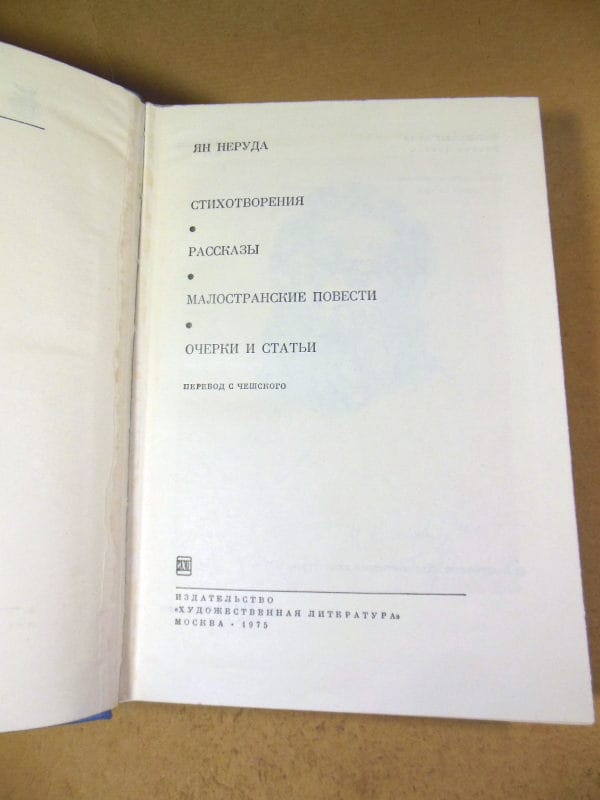 ЯН НЕРУДА
СТИХОТВОРЕНИЯ
•
РАССКАЗЫ
•
МАЛОСТРАНСКИЕ ПОВЕСТИ
•
ОЧЕРКИ И СТАТЬИ
ПЕРЕВОД С ЧЕШСКОГО
ИЗДАТЕЛЬСТВО
«ХУДОЖЕСТВЕННАЯ ЛИТЕРАТУРА»
МОСКВА • 1975